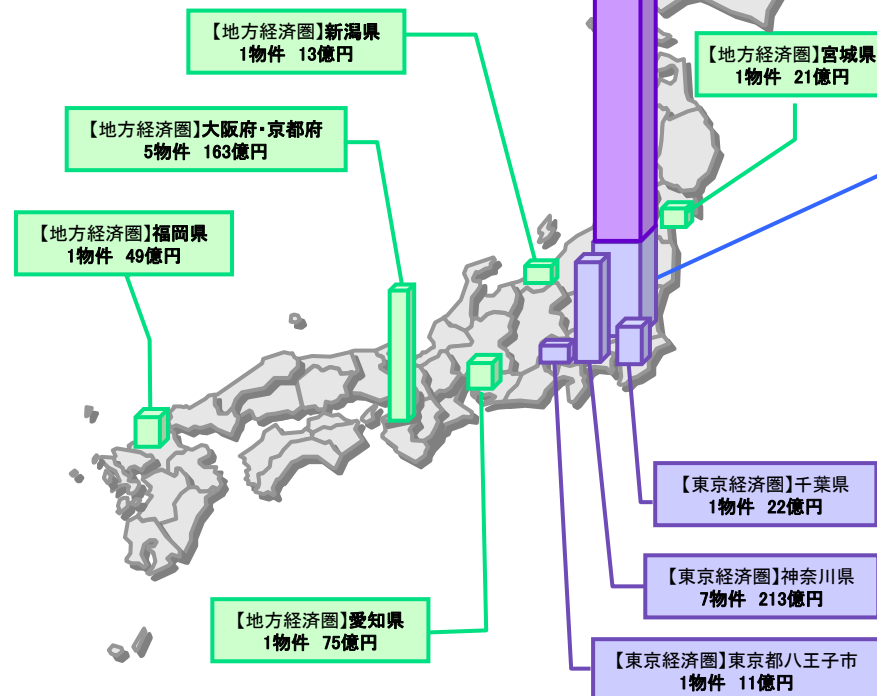 【地方経済圏】新潟県
1物件 13億円
【地方経済圏】宮城県
1物件 21億円
【地方経済圏】大阪府・京都府
5物件 163億円
【地方経済圏】福岡県
1物件 49億円
【東京経済圏】千葉県
1物件 22億円
【東京経済圏】神奈川県
7物件 213億円
【地方経済圏】愛知県
1物件 75億円
【東京経済圏】東京都八王子市
1物件 11億円